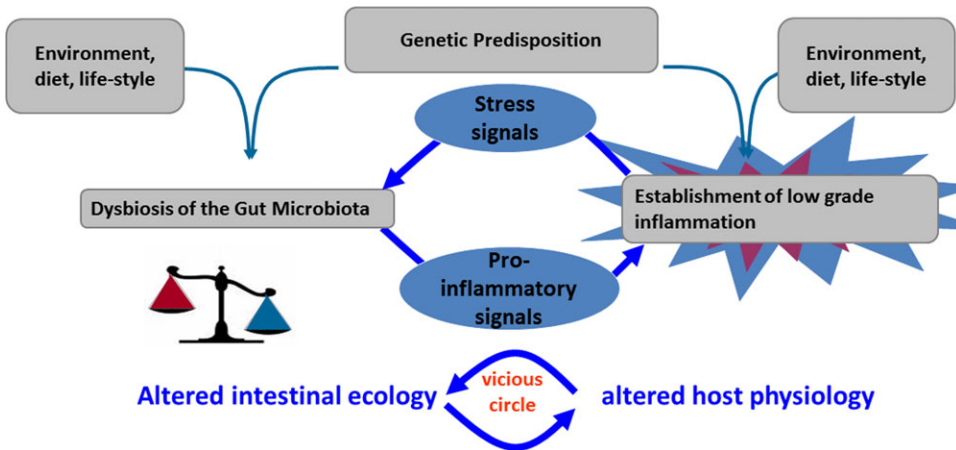 Environment,
diet, life-style
Genetic Predisposition
Environment,
diet, life-style
Stress
signals
Dysbiosis of the Gut Microbiota
Establishment of low grade
inflammation
Pro-
inflammatory
signals
Altered intestinal ecology
vicious
circle
altered host physiology